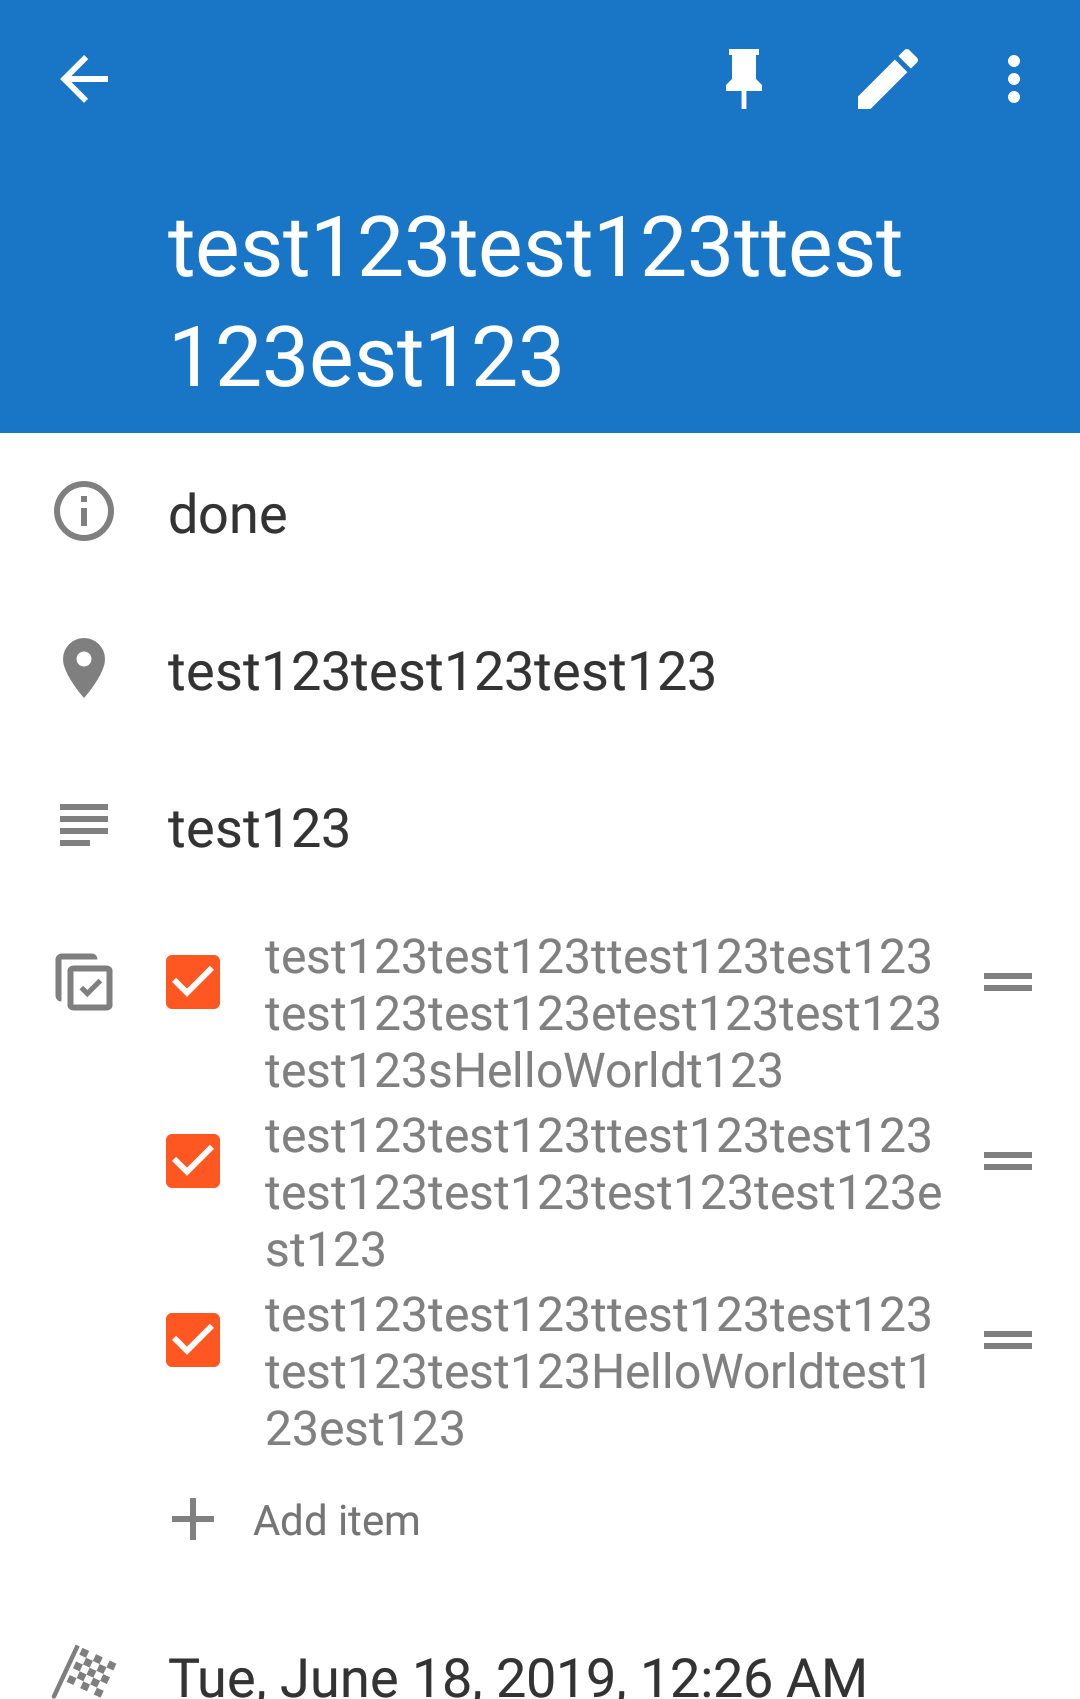 test123test123ttest
123est123
done
test123test123test123
test123
test123test123ttest123test123
test123test123etest123test123
test123sHelloWorldt123
test123test123ttest123test123
test123test123test123test123e
st123
test123test123ttest123test123
test123test123HelloWorldtest1
23est123
Add item
Tue, June 18, 2019, 12:26 AM